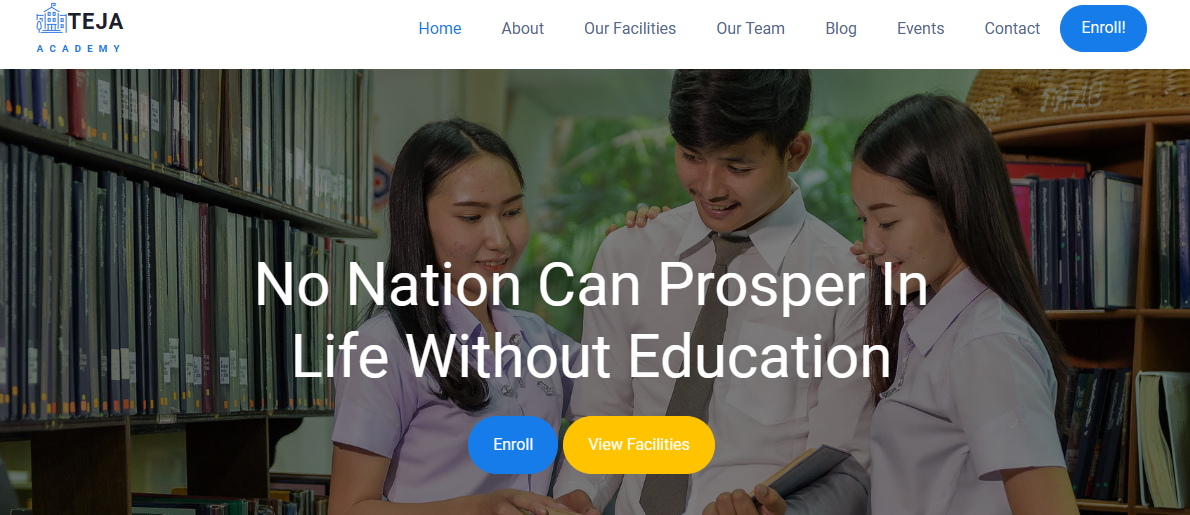 TEJA
ACADEMY
Home About Our Facilities Our Team Blog Events Contact Enroll!
No Nation Can Prosper In
Life Without Education
Enroll View Facilities